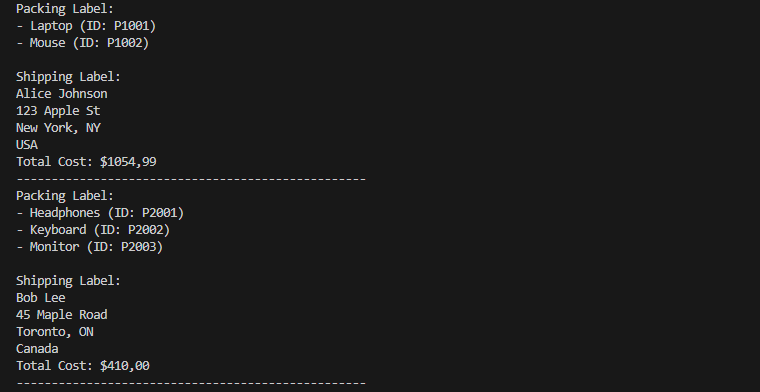 Packing Label:
- Laptop (ID: P1001)
- Mouse (ID: P1002)

Shipping Label:
Alice Johnson
123 Apple St
New York, NY
USA
Total Cost: $1054,99
--------------------------------------------------
Packing Label:
- Headphones (ID: P2001)
- Keyboard (ID: P2002)
- Monitor (ID: P2003)

Shipping Label:
Bob Lee
45 Maple Road
Toronto, ON
Canada
Total Cost: $410,00
--------------------------------------------------